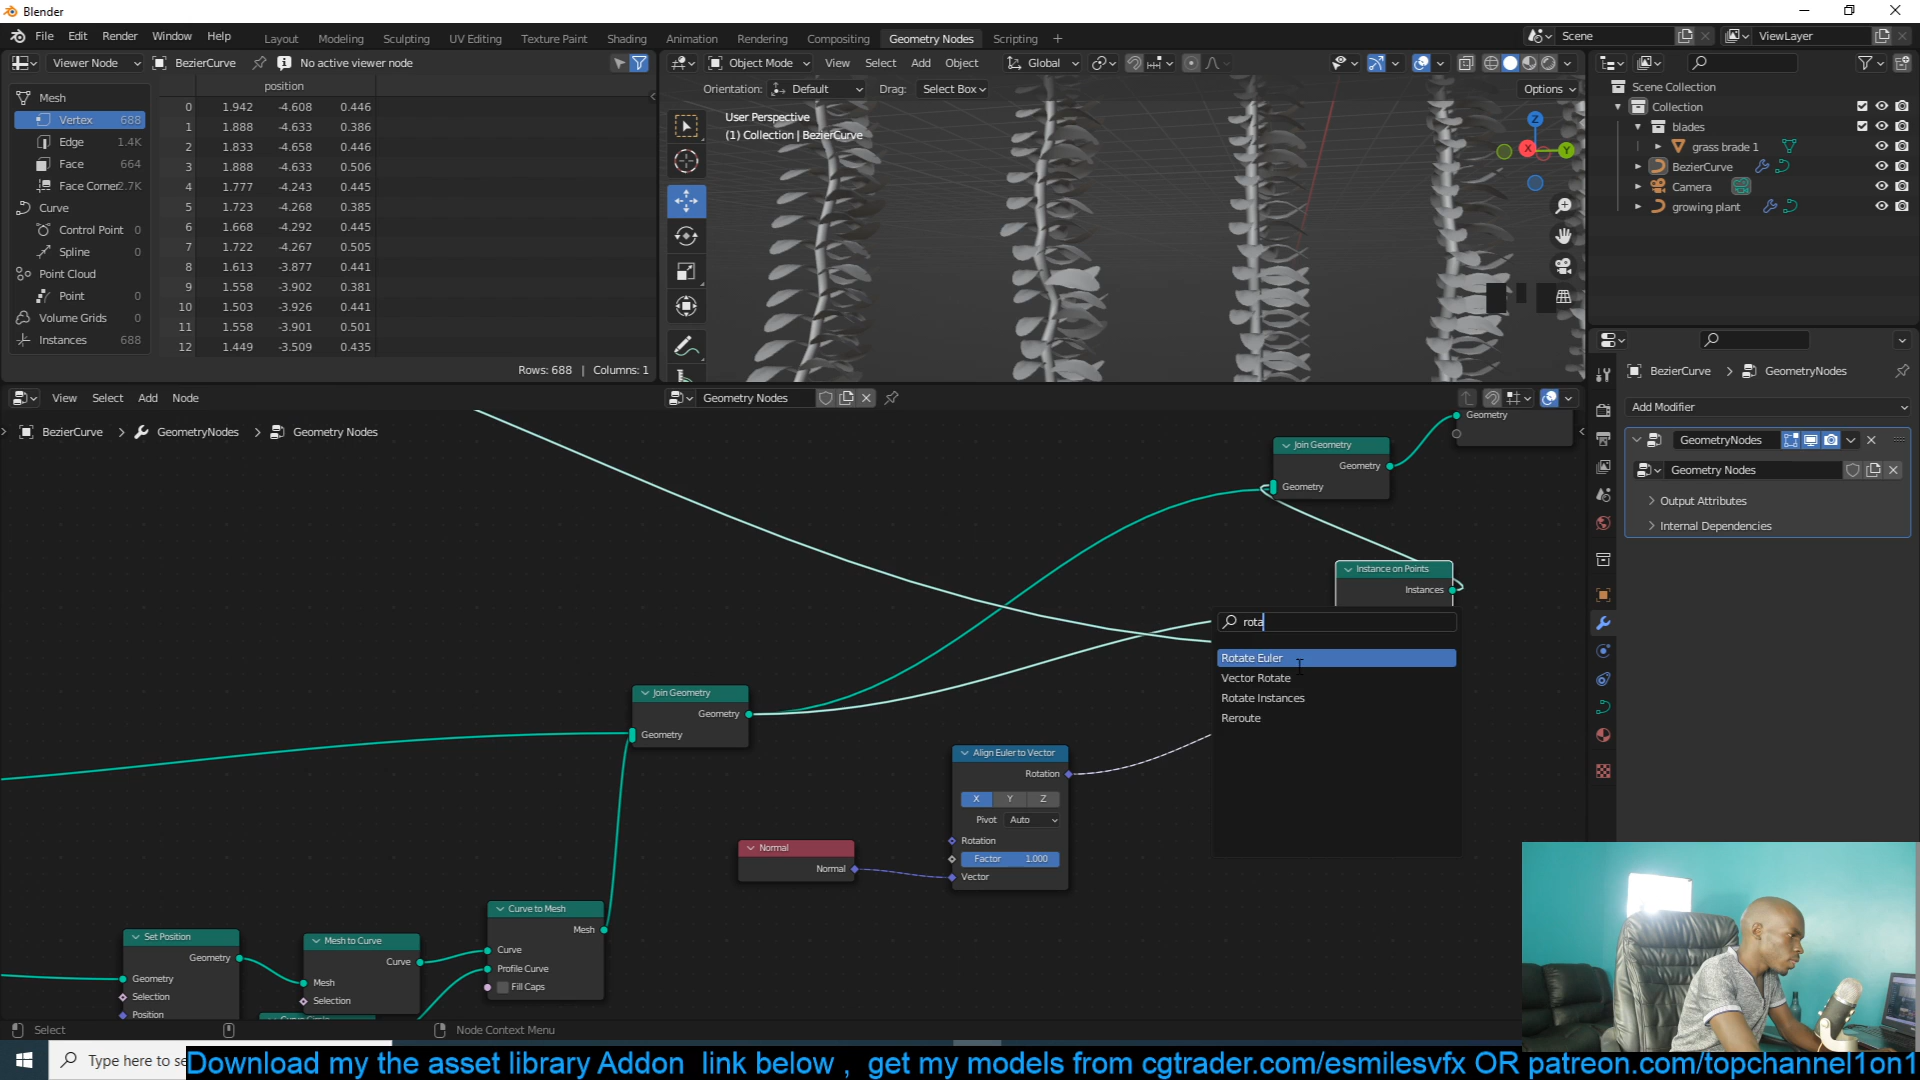 Blender
File Edit Render Window Help
Layout Modeling Sculpting UV Editing Texture Paint Shading Animation Rendering Compositing Geometry Nodes Scripting +
Scene
ViewLayer
Viewer Node BezierCurve No active viewer node
Object Mode View Select Add Object Global
Orientation: Default Drag: Select Box Options
User Perspective
(1) Collection | BezierCurve
Z
X
Y
Mesh
Vertex 688
Edge 1.4K
Face 664
Face Corner 2.7K
Curve
Control Point 0
Spline 0
Point Cloud
Point 0
Volume Grids 0
Instances 688
position
0 1.942 -4.608 0.446
1 1.888 -4.633 0.386
2 1.833 -4.658 0.446
3 1.888 -4.633 0.506
4 1.777 -4.243 0.445
5 1.723 -4.268 0.385
6 1.668 -4.292 0.445
7 1.722 -4.267 0.505
8 1.613 -3.877 0.441
9 1.558 -3.902 0.381
10 1.503 -3.926 0.441
11 1.558 -3.901 0.501
12 1.449 -3.509 0.435
Rows: 688 | Columns: 1
Scene Collection
Collection
blades
grass brade 1
BezierCurve
Camera
growing plant
BezierCurve > GeometryNodes
Add Modifier
GeometryNodes
Geometry Nodes
Output Attributes
Internal Dependencies
View Select Add Node
Geometry Nodes
BezierCurve > GeometryNodes > Geometry Nodes
Geometry
Join Geometry
Geometry
Geometry
Instance on Points
Instances
rota
Rotate Euler
Vector Rotate
Rotate Instances
Reroute
Join Geometry
Geometry
Geometry
Align Euler to Vector
Rotation
X Y Z
Pivot Auto
Rotation
Factor 1.000
Vector
Normal
Normal
Curve to Mesh
Mesh
Curve
Profile Curve
Fill Caps
Set Position
Geometry
Geometry
Selection
Position
Mesh to Curve
Curve
Mesh
Selection
Select
Node Context Menu
Type here to se
Download my the asset library Addon link below , get my models from cgtrader.com/esmilesvfx OR patreon.com/topchannel1on1